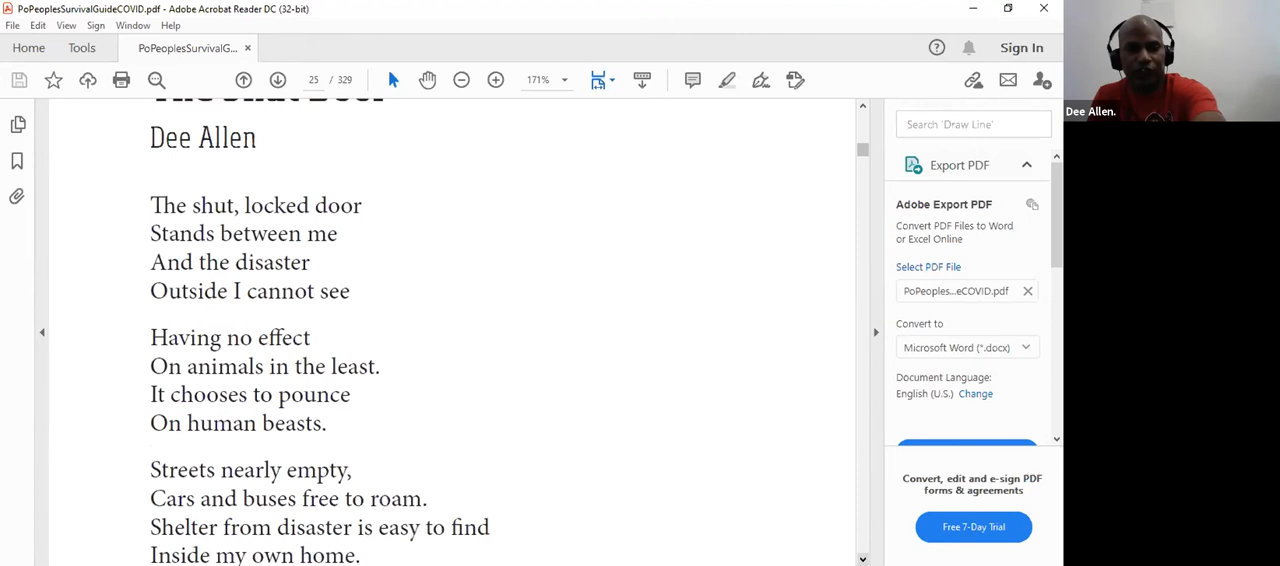 PoPeoplesSurvivalGuideCOVID.pdf - Adobe Acrobat Reader DC (32-bit)
File Edit View Sign Window Help
Home Tools PoPeoplesSurvivalG... × Sign In
25 / 329 171%
Dee Allen
The shut, locked door
Stands between me
And the disaster
Outside I cannot see
Having no effect
On animals in the least.
It chooses to pounce
On human beasts.
Streets nearly empty,
Cars and buses free to roam.
Shelter from disaster is easy to find
Inside my own home.
Search 'Draw Line'
Export PDF
Adobe Export PDF
Convert PDF Files to Word
or Excel Online
Select PDF File
PoPeoples...eCOVID.pdf
Convert to
Microsoft Word (*.docx)
Document Language:
English (U.S.) Change
Convert, edit and e-sign PDF
forms & agreements
Free 7-Day Trial
Dee Allen.